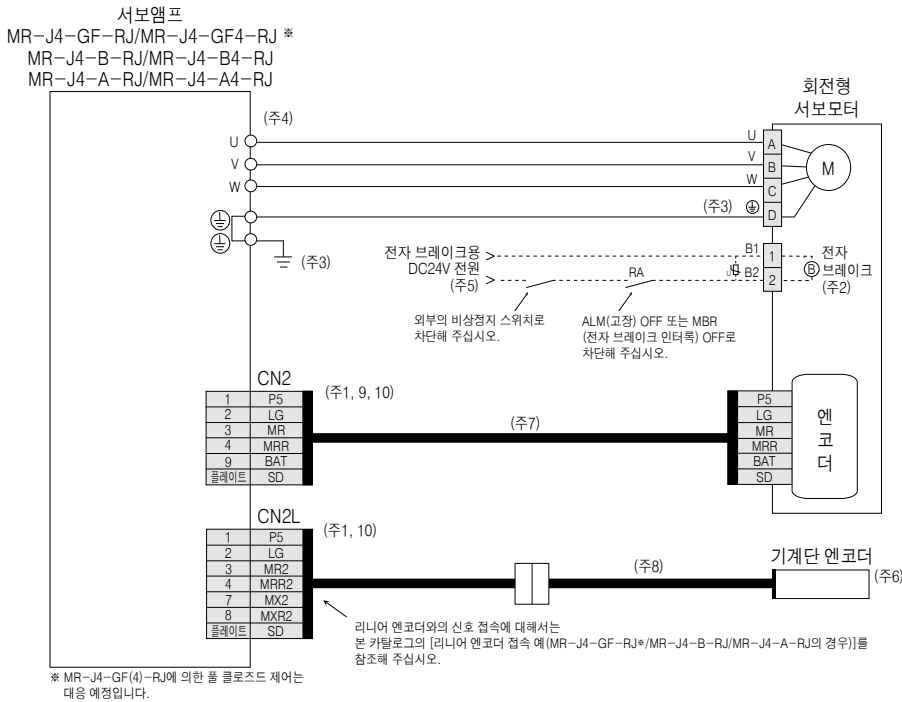 서보앰프
MR-J4-GF-RJ/MR-J4-GF4-RJ ※
MR-J4-B-RJ/MR-J4-B4-RJ
MR-J4-A-RJ/MR-J4-A4-RJ
회전형
서보모터
(주4)
U
V
W
U
V
W
A
B
C
D
M
(주3)
(주3)
전자 브레이크용
DC24V 전원
(주5)
RA
B1
B2
U
1
2
B
전자
브레이크
(주2)
외부의 비상정지 스위치로
차단해 주십시오.
ALM(고장) OFF 또는 MBR
(전자 브레이크 인터록) OFF로
차단해 주십시오.
CN2
(주1, 9, 10)
1 P5
2 LG
3 MR
4 MRR
9 BAT
플레이트 SD
(주7)
P5
LG
MR
MRR
BAT
SD
엔
코
더
CN2L
(주1, 10)
1 P5
2 LG
3 MR2
4 MRR2
7 MX2
8 MXR2
플레이트 SD
(주8)
기계단 엔코더
(주6)
리니어 엔코더와의 신호 접속에 대해서는
본 카탈로그의 [리니어 엔코더 접속 예(MR-J4-GF-RJ※/MR-J4-B-RJ/MR-J4-A-RJ의 경우)]를
참조해 주십시오.
※ MR-J4-GF(4)-RJ에 의한 풀 클로즈드 제어는
대응 예정입니다.